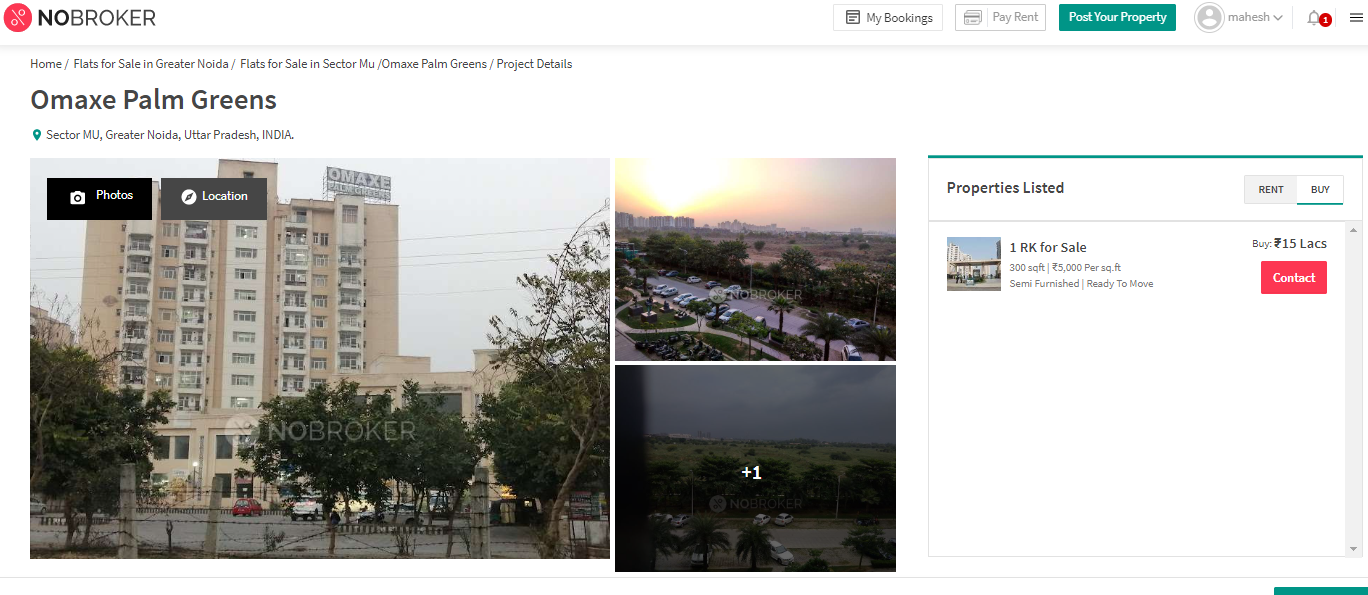 NOBROKER
My Bookings
Pay Rent
Post Your Property
mahesh
1
Home / Flats for Sale in Greater Noida / Flats for Sale in Sector Mu /Omaxe Palm Greens / Project Details
Omaxe Palm Greens
Sector MU, Greater Noida, Uttar Pradesh, INDIA.
Photos
Location
OMAXE
PALM GREENS
NOBROKER
NOBROKER
+1
NOBROKER
Properties Listed
RENT
BUY
1 RK for Sale
Buy: ₹15 Lacs
300 sqft | ₹5,000 Per sq.ft
Semi Furnished | Ready To Move
Contact